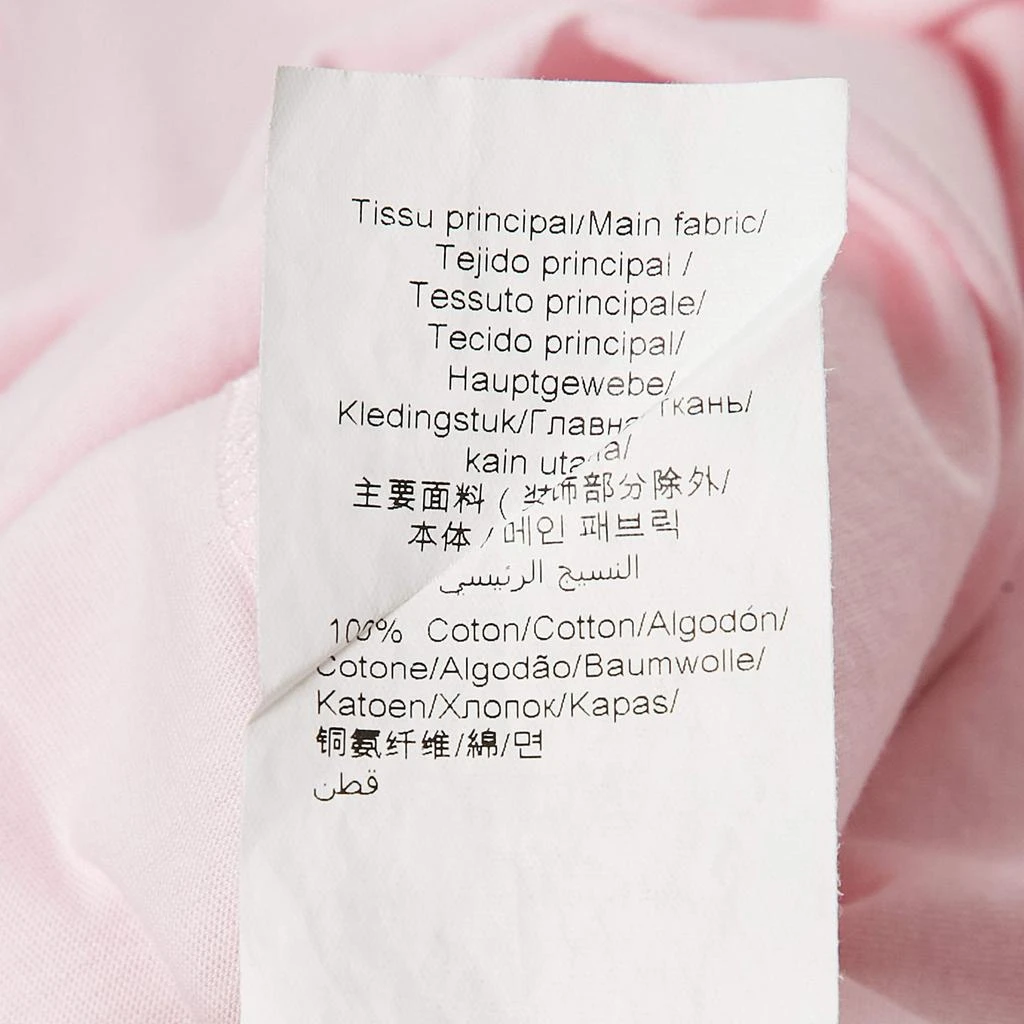 Tissu principal/Main fabric/
Tejido principal /
Tessuto principale/
Tecido principal/
Hauptgewebe/
Kledingstuk/Главная ткань/
kain utama/
主要面料 ( 装饰部分除外/
本体 / 메인 패브릭
النسيج الرئيسي
100% Coton/Cotton/Algodón/
Cotone/Algodão/Baumwolle/
Katoen/Хлопок/Kapas/
铜氨纤维/綿/면
قطن